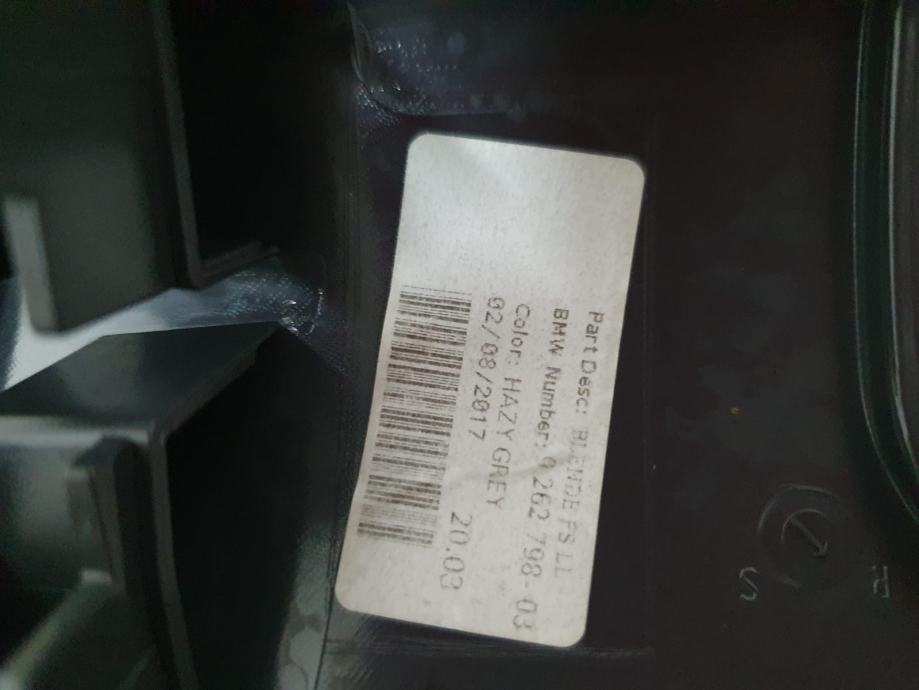 Part Desc: BLENDE FS LL
BMW Number: 9 262 798-03
Color: HAZY GREY
02/08/2017 20.03